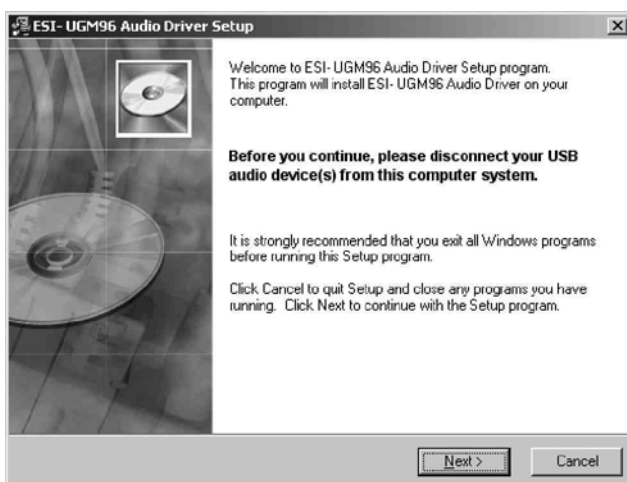 ESI- UGM96 Audio Driver Setup
Welcome to ESI- UGM96 Audio Driver Setup program.
This program will install ESI- UGM96 Audio Driver on your
computer.
Before you continue, please disconnect your USB
audio device(s) from this computer system.
It is strongly recommended that you exit all Windows programs
before running this Setup program.
Click Cancel to quit Setup and close any programs you have
running. Click Next to continue with the Setup program.
Next >
Cancel